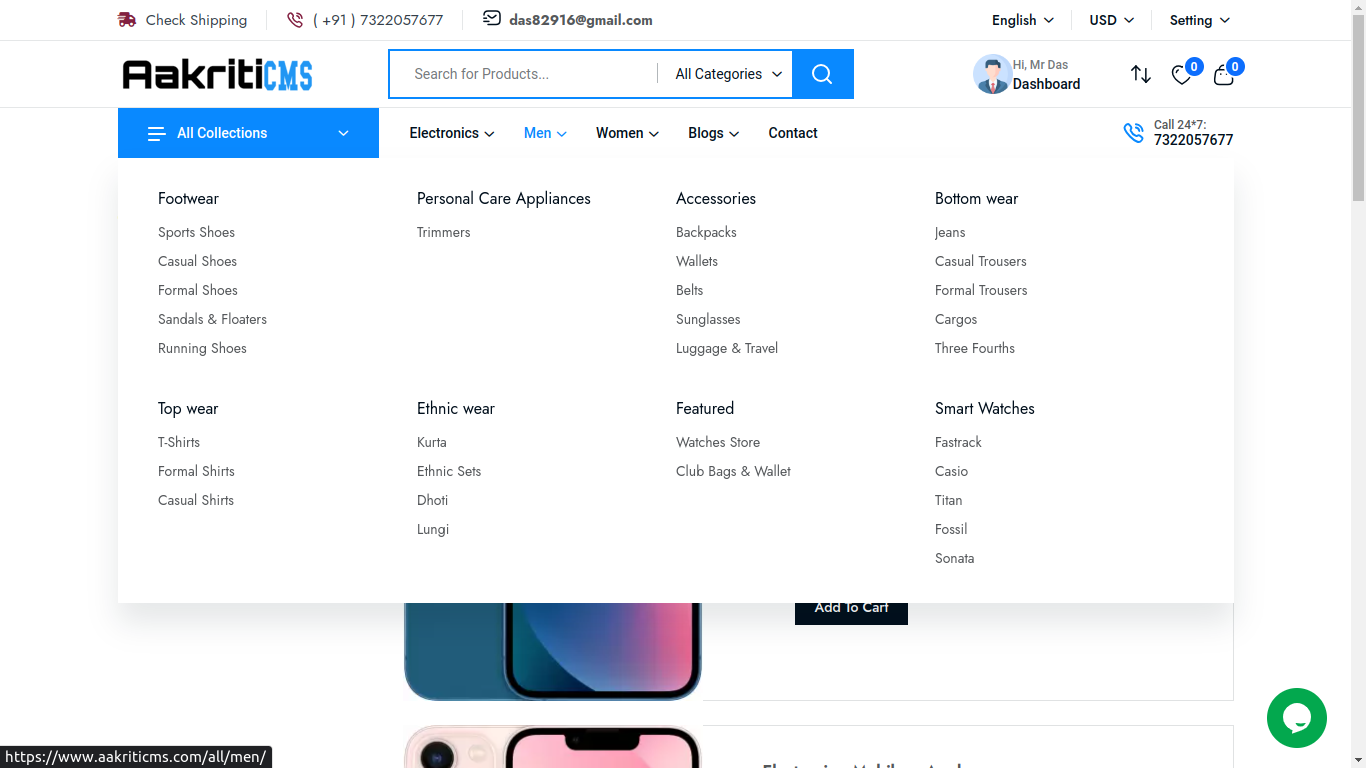 Check Shipping
( +91 ) 7322057677
das82916@gmail.com
English
USD
Setting
AakritiCMS
Search for Products...
All Categories
Hi, Mr Das
Dashboard
0
0
All Collections
Electronics
Men
Women
Blogs
Contact
Call 24*7:
7322057677
Footwear
Sports Shoes
Casual Shoes
Formal Shoes
Sandals & Floaters
Running Shoes
Personal Care Appliances
Trimmers
Accessories
Backpacks
Wallets
Belts
Sunglasses
Luggage & Travel
Bottom wear
Jeans
Casual Trousers
Formal Trousers
Cargos
Three Fourths
Top wear
T-Shirts
Formal Shirts
Casual Shirts
Ethnic wear
Kurta
Ethnic Sets
Dhoti
Lungi
Featured
Watches Store
Club Bags & Wallet
Smart Watches
Fastrack
Casio
Titan
Fossil
Sonata
Add To Cart
https://www.aakriticms.com/all/men/